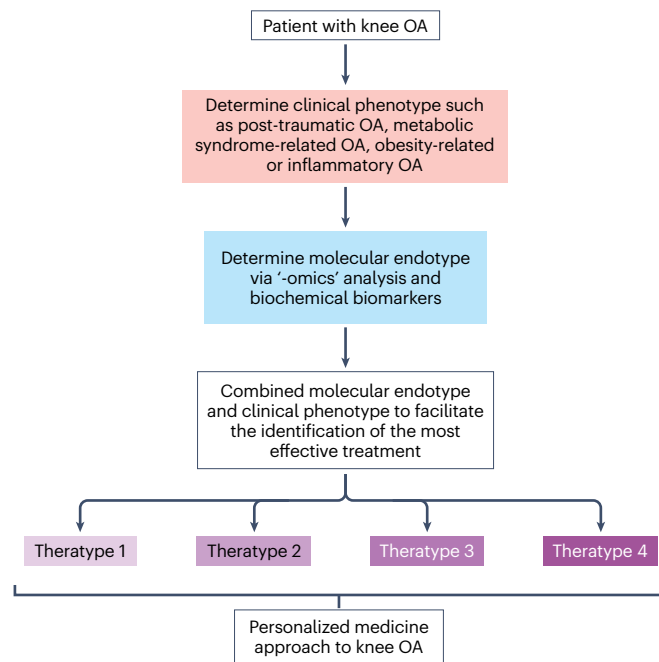 Patient with knee OA
Determine clinical phenotype such
as post-traumatic OA, metabolic
syndrome-related OA, obesity-related
or inflammatory OA
Determine molecular endotype
via ‘-omics’ analysis and
biochemical biomarkers
Combined molecular endotype
and clinical phenotype to facilitate
the identification of the most
effective treatment
Theratype 1
Theratype 2
Theratype 3
Theratype 4
Personalized medicine
approach to knee OA